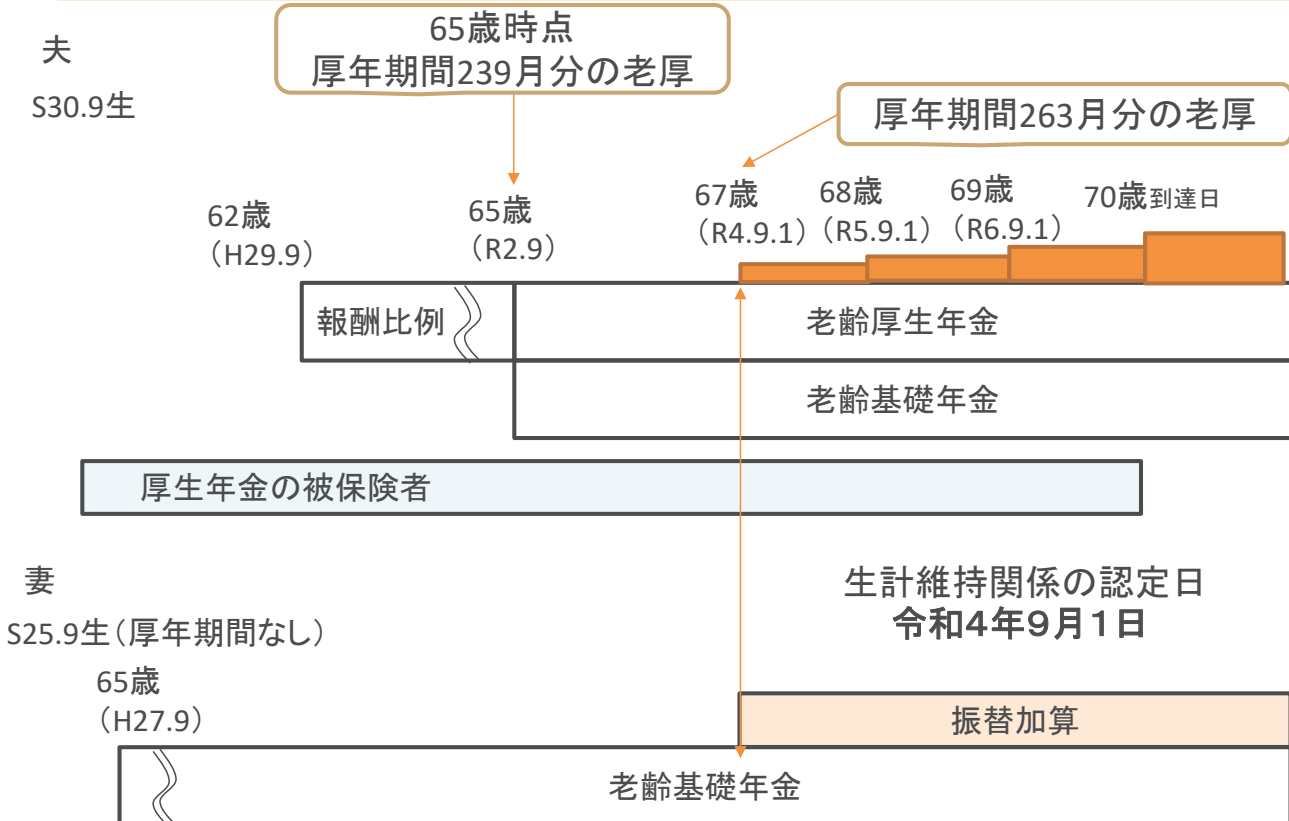 65歳時点
厚年期間239月分の老厚
夫
S30.9生
厚年期間263月分の老厚
62歳
（H29.9）
65歳
（R2.9）
67歳
（R4.9.1）
68歳
（R5.9.1）
69歳
（R6.9.1）
70歳到達日
報酬比例
老齢厚生年金
老齢基礎年金
厚生年金の被保険者
妻
S25.9生（厚年期間なし）
生計維持関係の認定日
令和4年9月1日
65歳
（H27.9）
振替加算
老齢基礎年金